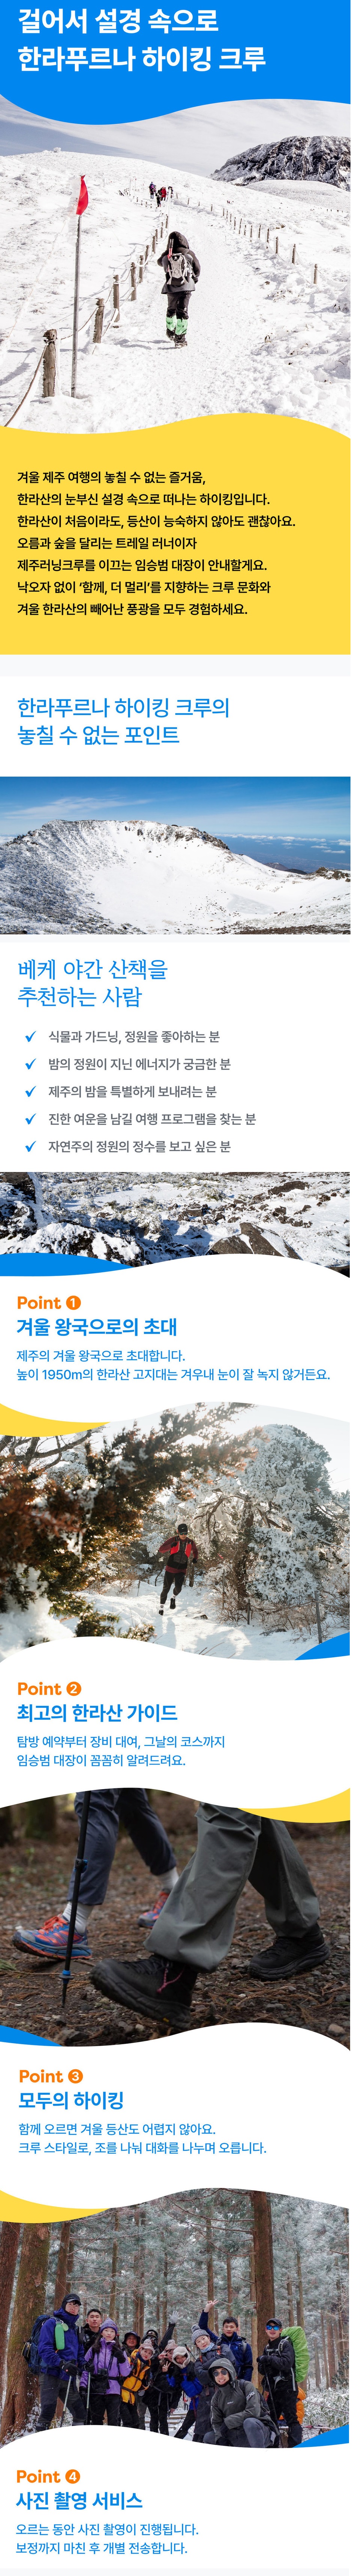 걸어서 설경 속으로
한라푸르나 하이킹 크루
겨울 제주 여행의 놓칠 수 없는 즐거움,
한라산의 눈부신 설경 속으로 떠나는 하이킹입니다.
한라산이 처음이라도, 등산이 능숙하지 않아도 괜찮아요.
오름과 숲을 달리는 트레일 러너이자
제주러닝크루를 이끄는 임승범 대장이 안내할게요.
낙오자 없이 ‘함께, 더 멀리’를 지향하는 크루 문화와
겨울 한라산의 빼어난 풍광을 모두 경험하세요.
한라푸르나 하이킹 크루의
놓칠 수 없는 포인트
베케 야간 산책을
추천하는 사람
식물과 가드닝, 정원을 좋아하는 분
밤의 정원이 지닌 에너지가 궁금한 분
제주의 밤을 특별하게 보내려는 분
진한 여운을 남길 여행 프로그램을 찾는 분
자연주의 정원의 정수를 보고 싶은 분
Point 1
겨울 왕국으로의 초대
제주의 겨울 왕국으로 초대합니다.
높이 1950m의 한라산 고지대는 겨우내 눈이 잘 녹지 않거든요.
Point 2
최고의 한라산 가이드
탐방 예약부터 장비 대여, 그날의 코스까지
임승범 대장이 꼼꼼히 알려드려요.
Point 3
모두의 하이킹
함께 오르면 겨울 등산도 어렵지 않아요.
크루 스타일로, 조를 나눠 대화를 나누며 오릅니다.
Point 4
사진 촬영 서비스
오르는 동안 사진 촬영이 진행됩니다.
보정까지 마친 후 개별 전송합니다.